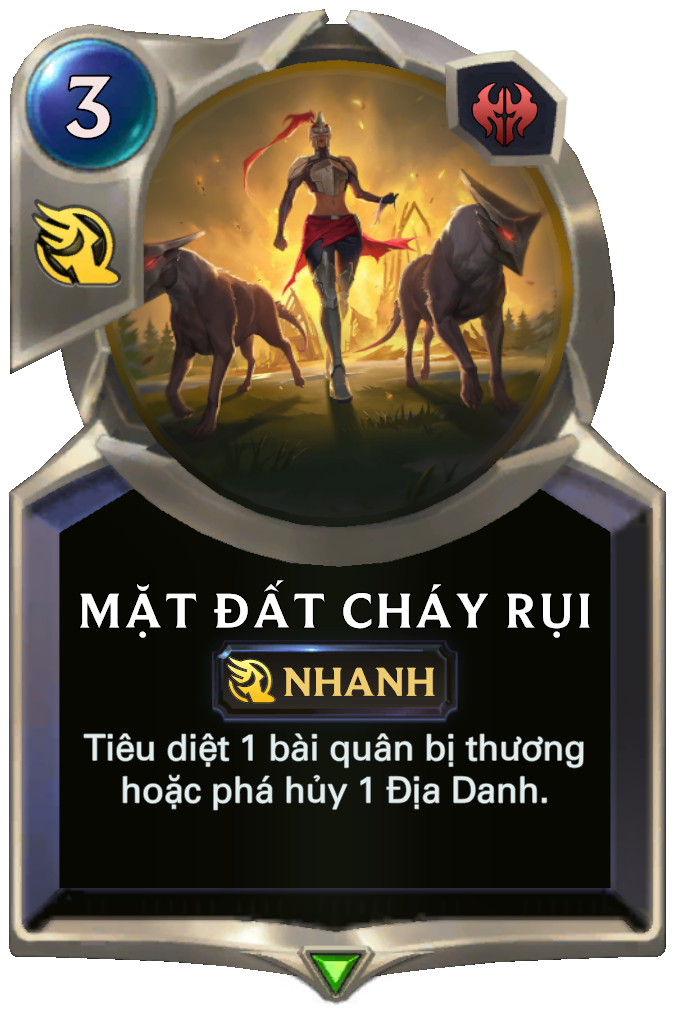 3
MẶT ĐẤT CHÁY RỤI
NHANH
Tiêu diệt 1 bài quân bị thương
hoặc phá hủy 1 Địa Danh.